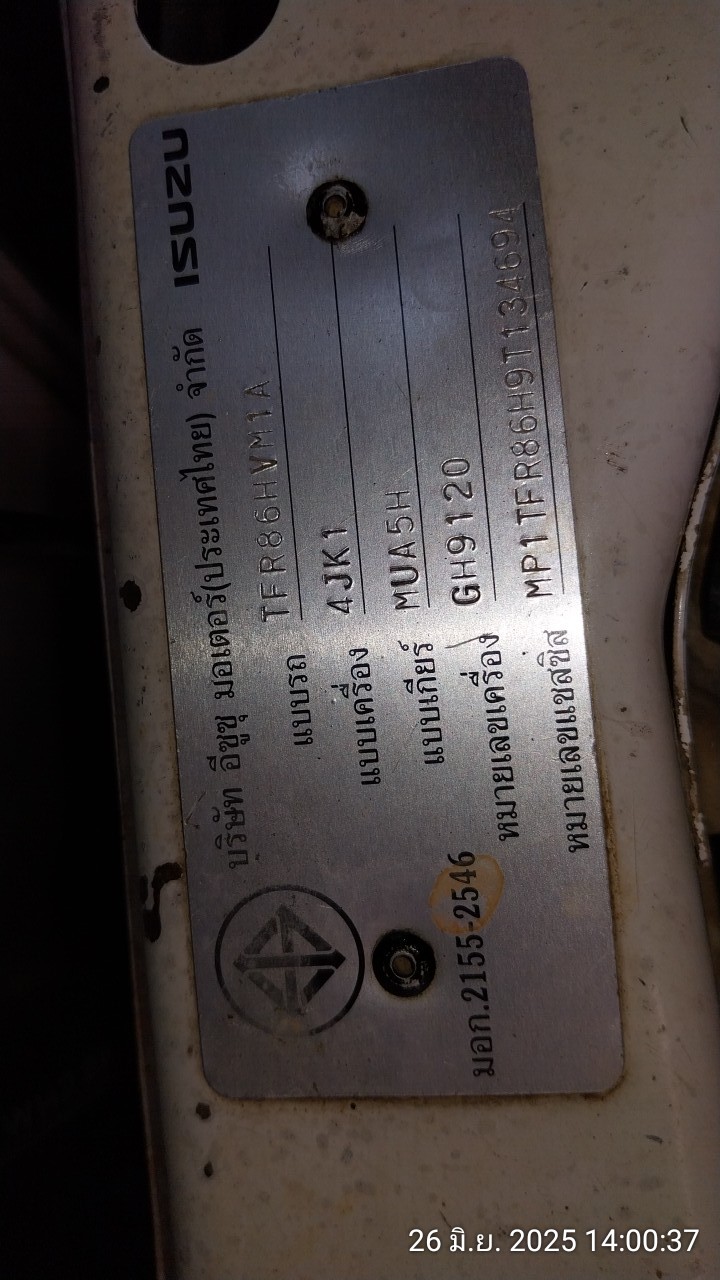 บริษัท อีซูซุ มอเตอร์(ประเทศไทย) จำกัด ISUZU
แบบรถ TFR86HVM1A
แบบเครื่อง 4JK1
แบบเกียร์ MUA5H
หมายเลขเครื่อง GH9120
หมายเลขแชสซิส MP1TFR86H9T134694
มอก.2155-2546
26 มิ.ย. 2025 14:00:37